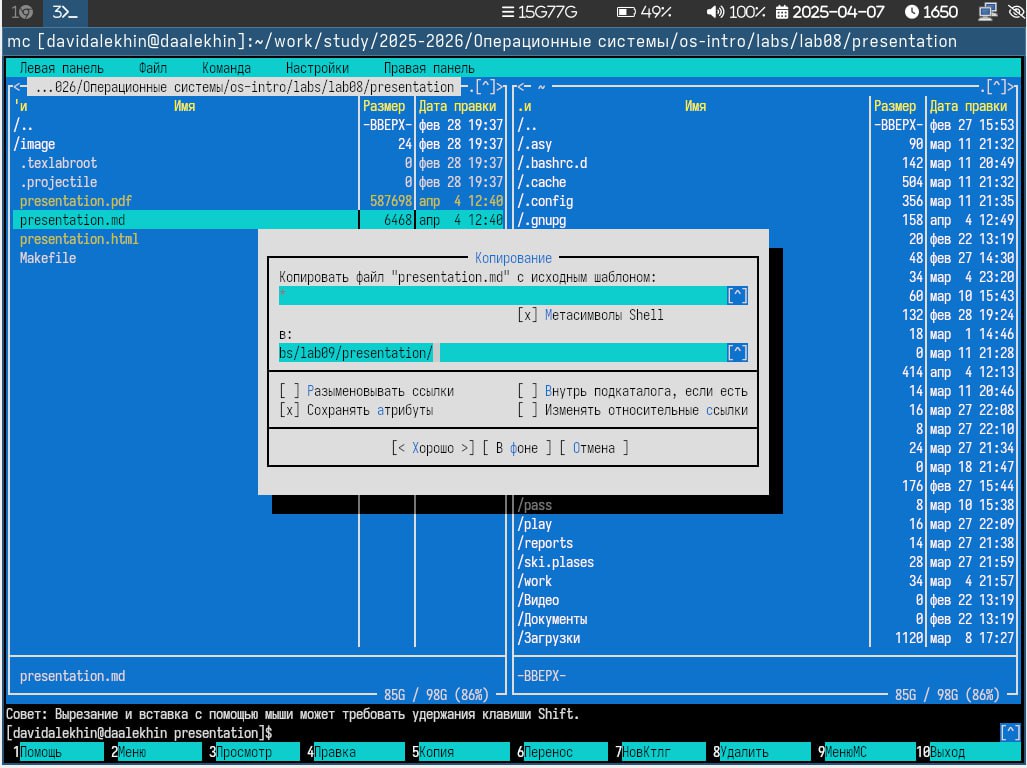 1
3>_
15G77G 49% 100% 2025-04-07 1650
mc [davidalekhin@daalekhin]:~/work/study/2025-2026/Операционные системы/os-intro/labs/lab08/presentation
Левая панель Файл Команда Настройки Правая панель
<- ...026/Операционные системы/os-intro/labs/lab08/presentation .[^]>
'и Имя Размер Дата правки
/.. -ВВЕРХ- фев 28 19:37
/image 24 фев 28 19:37
.texlabroot 0 фев 28 19:37
.projectile 0 фев 28 19:37
presentation.pdf 587698 апр 4 12:40
presentation.md 6468 апр 4 12:40
presentation.html
Makefile
presentation.md
85G / 98G (86%)
<- ~ .[^]>
.и Имя Размер Дата правки
/.. -ВВЕРХ- фев 27 15:53
/.asy 90 мар 11 21:32
/.bashrc.d 142 мар 11 20:49
/.cache 504 мар 11 21:32
/.config 356 мар 11 21:35
/.gnupg 158 апр 4 12:49
20 фев 22 13:19
48 фев 27 14:30
34 мар 4 23:20
60 мар 10 15:43
132 фев 28 19:24
18 мар 1 14:46
0 мар 11 21:28
414 апр 4 12:13
14 мар 11 20:46
16 мар 27 22:08
8 мар 27 22:10
24 мар 27 21:34
0 мар 18 21:47
176 фев 27 15:44
/pass 8 мар 10 15:38
/play 16 мар 27 22:09
/reports 14 мар 27 21:38
/ski.plases 28 мар 27 21:59
/work 34 мар 4 21:57
/Видео 0 фев 22 13:19
/Документы 0 фев 22 13:19
/Загрузки 1120 мар 8 17:27
-ВВЕРХ-
85G / 98G (86%)
Копирование
Копировать файл "presentation.md" с исходным шаблоном:
* [^]
[x] Метасимволы Shell
в:
bs/lab09/presentation/ [^]
[ ] Разыменовывать ссылки [ ] Внутрь подкаталога, если есть
[x] Сохранять атрибуты [ ] Изменять относительные ссылки
[< Хорошо >] [ В фоне ] [ Отмена ]
Совет: Вырезание и вставка с помощью мыши может требовать удержания клавиши Shift.
[davidalekhin@daalekhin presentation]$ [^]
1Помощь 2Меню 3Просмотр 4Правка 5Копия 6Перенос 7НовКтлг 8Удалить 9МенюМС 10Выход